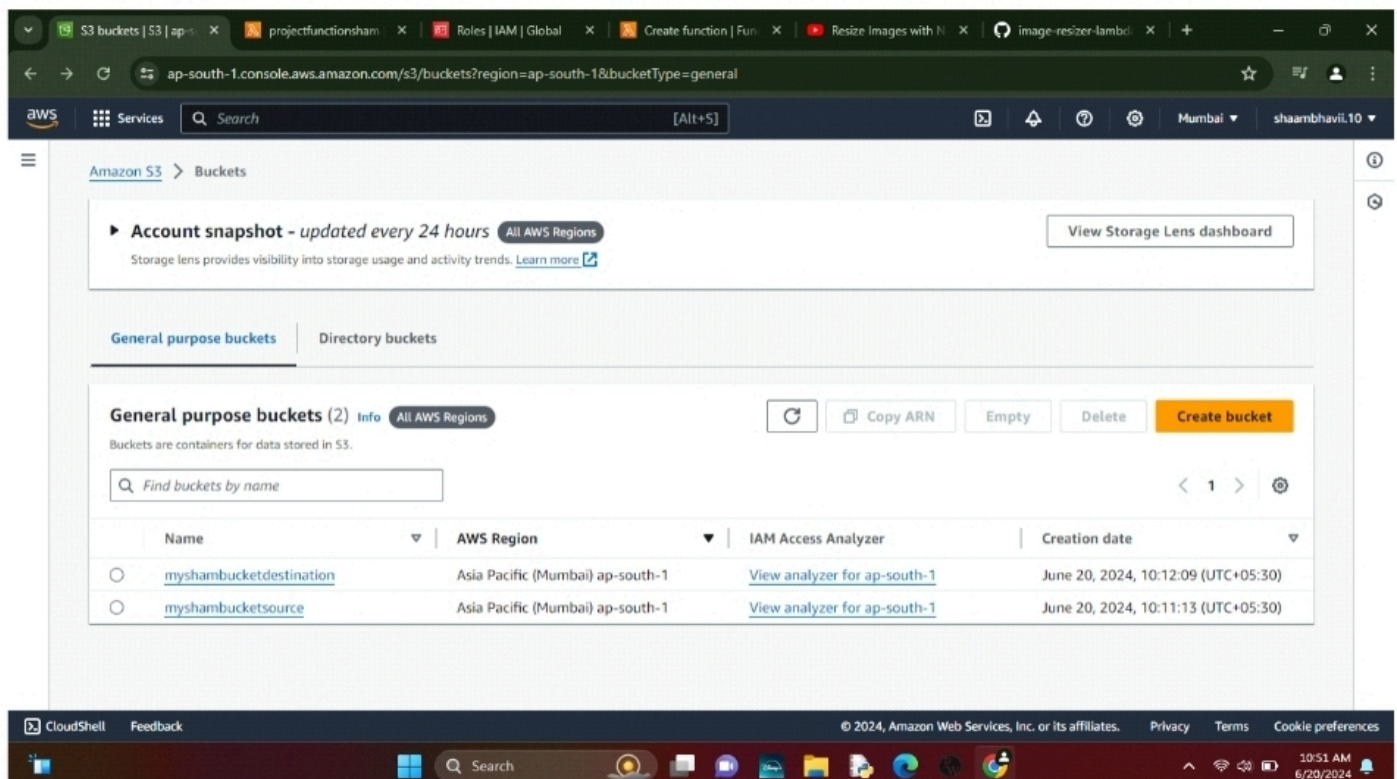 S3 buckets | S3 | ap-s projectfunctionsham Roles | IAM | Global Create function | Fun Resize Images with N image-resizer-lambd
ap-south-1.console.aws.amazon.com/s3/buckets?region=ap-south-1&bucketType=general
aws Services Search [Alt+S] Mumbai shaambhavii.10
Amazon S3 > Buckets
Account snapshot - updated every 24 hours All AWS Regions View Storage Lens dashboard
Storage lens provides visibility into storage usage and activity trends. Learn more
General purpose buckets Directory buckets
General purpose buckets (2) Info All AWS Regions Copy ARN Empty Delete Create bucket
Buckets are containers for data stored in S3.
Find buckets by name 1
Name AWS Region IAM Access Analyzer Creation date
myshambucketdestination Asia Pacific (Mumbai) ap-south-1 View analyzer for ap-south-1 June 20, 2024, 10:12:09 (UTC+05:30)
myshambucketsource Asia Pacific (Mumbai) ap-south-1 View analyzer for ap-south-1 June 20, 2024, 10:11:13 (UTC+05:30)
CloudShell Feedback © 2024, Amazon Web Services, Inc. or its affiliates. Privacy Terms Cookie preferences
Search 10:51 AM
6/20/2024